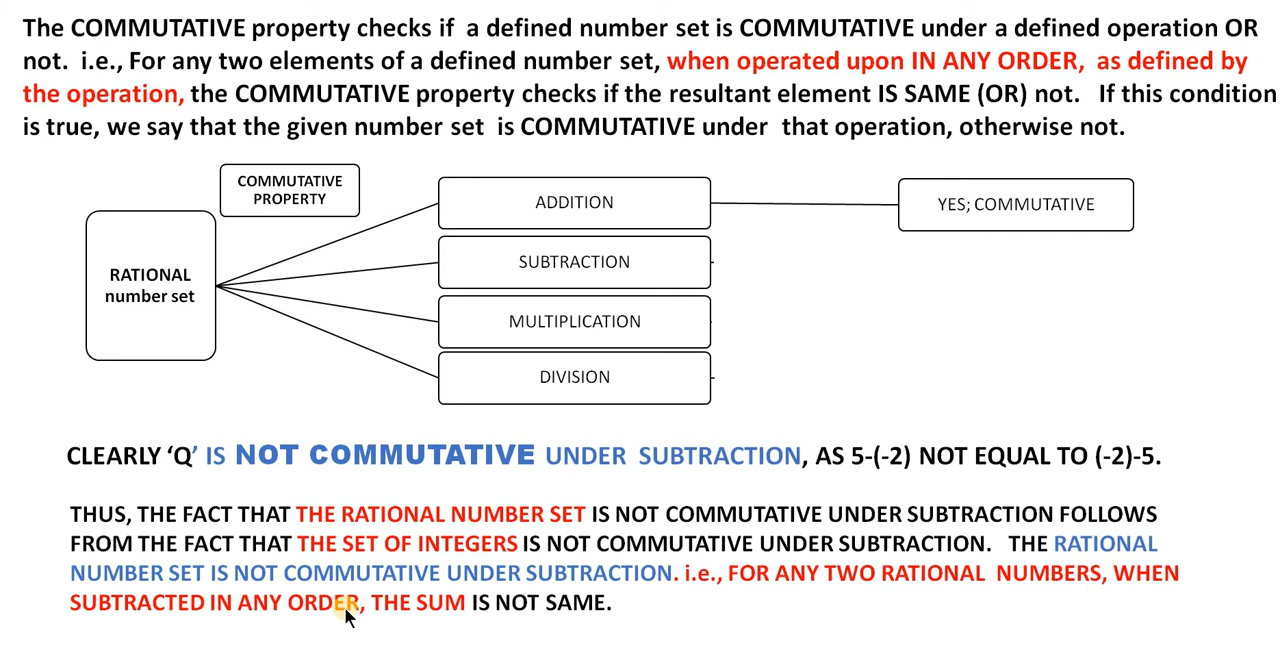 The COMMUTATIVE property checks if a defined number set is COMMUTATIVE under a defined operation OR
not. i.e., For any two elements of a defined number set, when operated upon IN ANY ORDER, as defined by
the operation, the COMMUTATIVE property checks if the resultant element IS SAME (OR) not. If this condition
is true, we say that the given number set is COMMUTATIVE under that operation, otherwise not.
COMMUTATIVE
PROPERTY
RATIONAL
number set
ADDITION
YES; COMMUTATIVE
SUBTRACTION
MULTIPLICATION
DIVISION
CLEARLY ‘Q’ IS NOT COMMUTATIVE UNDER SUBTRACTION, AS 5-(-2) NOT EQUAL TO (-2)-5.
THUS, THE FACT THAT THE RATIONAL NUMBER SET IS NOT COMMUTATIVE UNDER SUBTRACTION FOLLOWS
FROM THE FACT THAT THE SET OF INTEGERS IS NOT COMMUTATIVE UNDER SUBTRACTION. THE RATIONAL
NUMBER SET IS NOT COMMUTATIVE UNDER SUBTRACTION. i.e., FOR ANY TWO RATIONAL NUMBERS, WHEN
SUBTRACTED IN ANY ORDER, THE SUM IS NOT SAME.